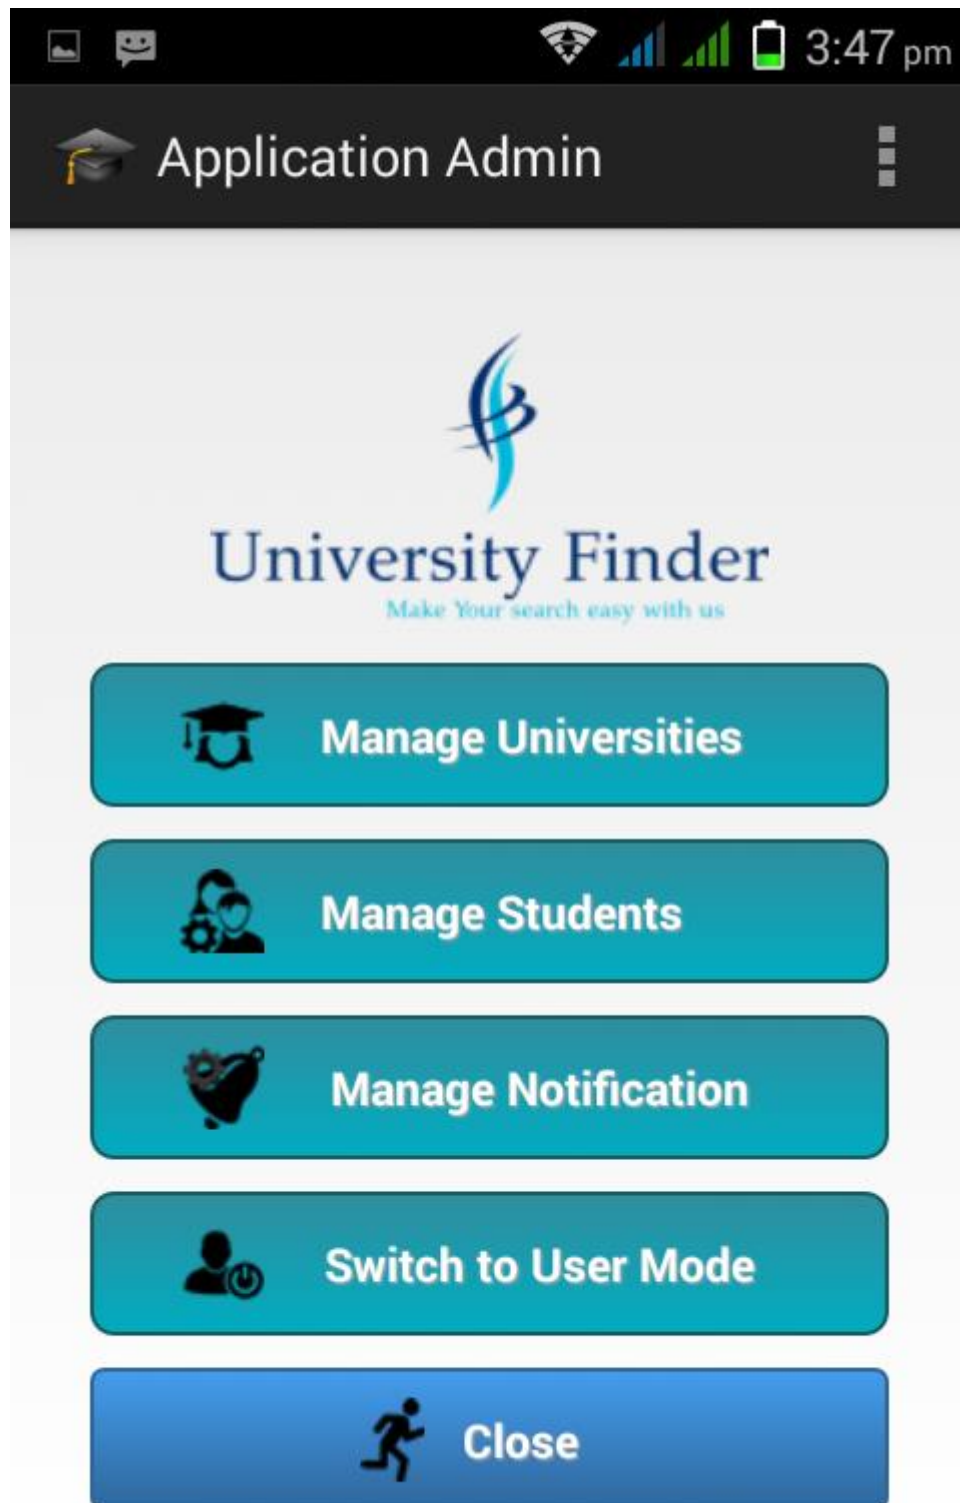 3:47 pm
Application Admin
University Finder
Make Your search easy with us
Manage Universities
Manage Students
Manage Notification
Switch to User Mode
Close